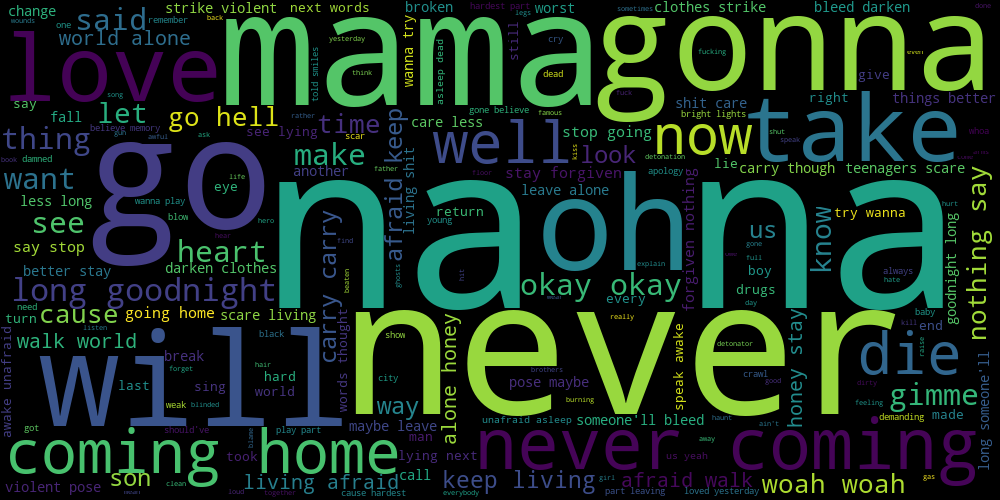 change
strike violent
next words
broken
worst
clothes strike
bleed darken
said
world alone
love
mama
gonna
wanna try
still
asleep dead
cry
dead
told smiles
yesterday
think
song
say
fall
let
go hell
believe memory
see lying
time
scar
care less
gone believe
famous
shit care
bright lights
right
give
things better
thing
want
less long
eye
life
go
make
another
father
afraid keep
living shit
well
stop going
look
kiss
stay forgiven
detonation
now
lie
shut
speak
take
carry though
teenagers scare
see
say stop
wanna play
blow
hero
heart
na
na
leave alone
return
young
oh
apology
floor
explain
us
gone
full
boy
drugs
day
know
try wanna
always
hate
hurt
nothing say
goodnight long
forgiven nothing
better stay
darken clothes
long goodnight
carry carry
find
beaten
ghosts
okay okay
every
need
turn
cause
going home
scare living
listen
walk world
black
words thought
show
never
really
alone honey
speak awake
detonator
honey stay
baby
end
kill
raise
die
awake unafraid
will
break
forget
hair
hard
world
city
brothers
pose maybe
burning
crawl
good
dirty
feeling
gimme
last
sing
weak
blinded
way
unafraid asleep
someone'll bleed
haunt
ain't
demanding
made
long someone'll
got
should've
play part
maybe leave
man
coming home
took
lying next
never coming
us yeah
away
violent pose
son
clean
living afraid
call
cause hardest
everybody
keep living
girl
part leaving
afraid walk
loved yesterday
woah woah
gas
back
wounds
one
remember
sometimes
hardest part
legs
done
fucking
fuck
rather
ask
awful
damned
book
together
loud